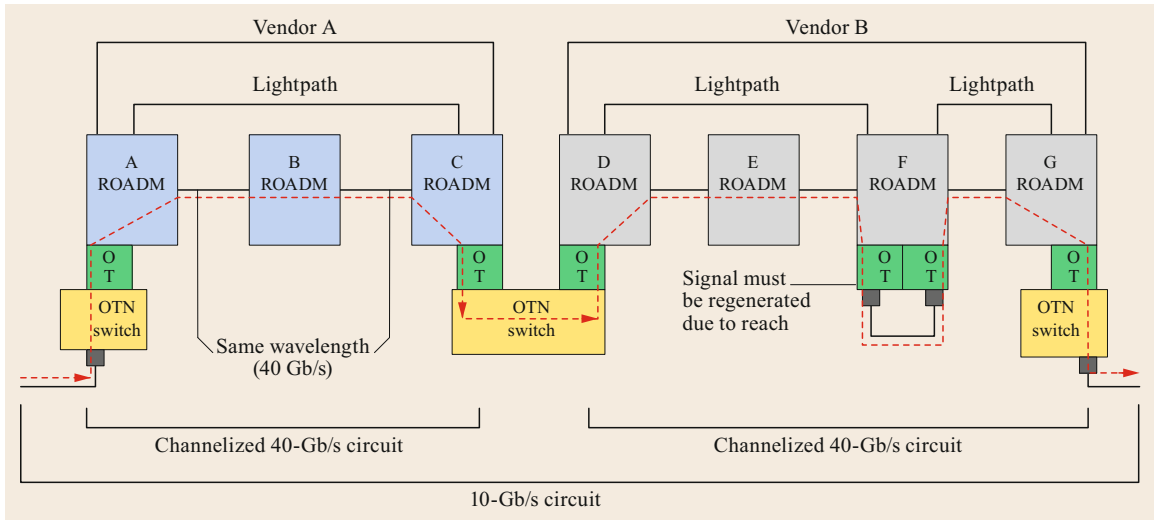 Vendor A
Vendor B
Lightpath
Lightpath
Lightpath
A
ROADM
B
ROADM
C
ROADM
D
ROADM
E
ROADM
F
ROADM
G
ROADM
O
T
O
T
O
T
O
T
O
T
O
T
OTN
switch
Same wavelength
(40 Gb/s)
OTN
switch
Signal must
be regenerated
due to reach
OTN
switch
Channelized 40-Gb/s circuit
Channelized 40-Gb/s circuit
10-Gb/s circuit